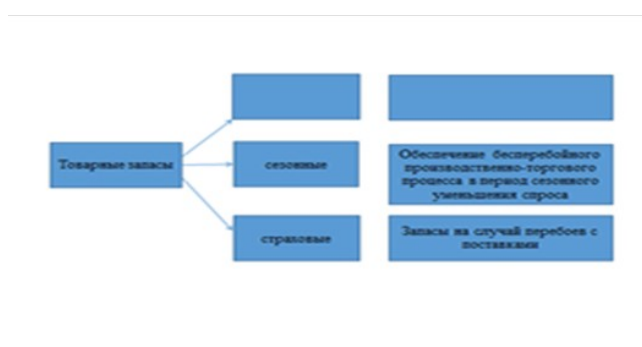 Товарные запасы
сезонные
Обеспечение бесперебойного
производственно-торгового
процесса в период сезонного
уменьшения спроса
страховые
Запасы на случай перебоев с
поставками